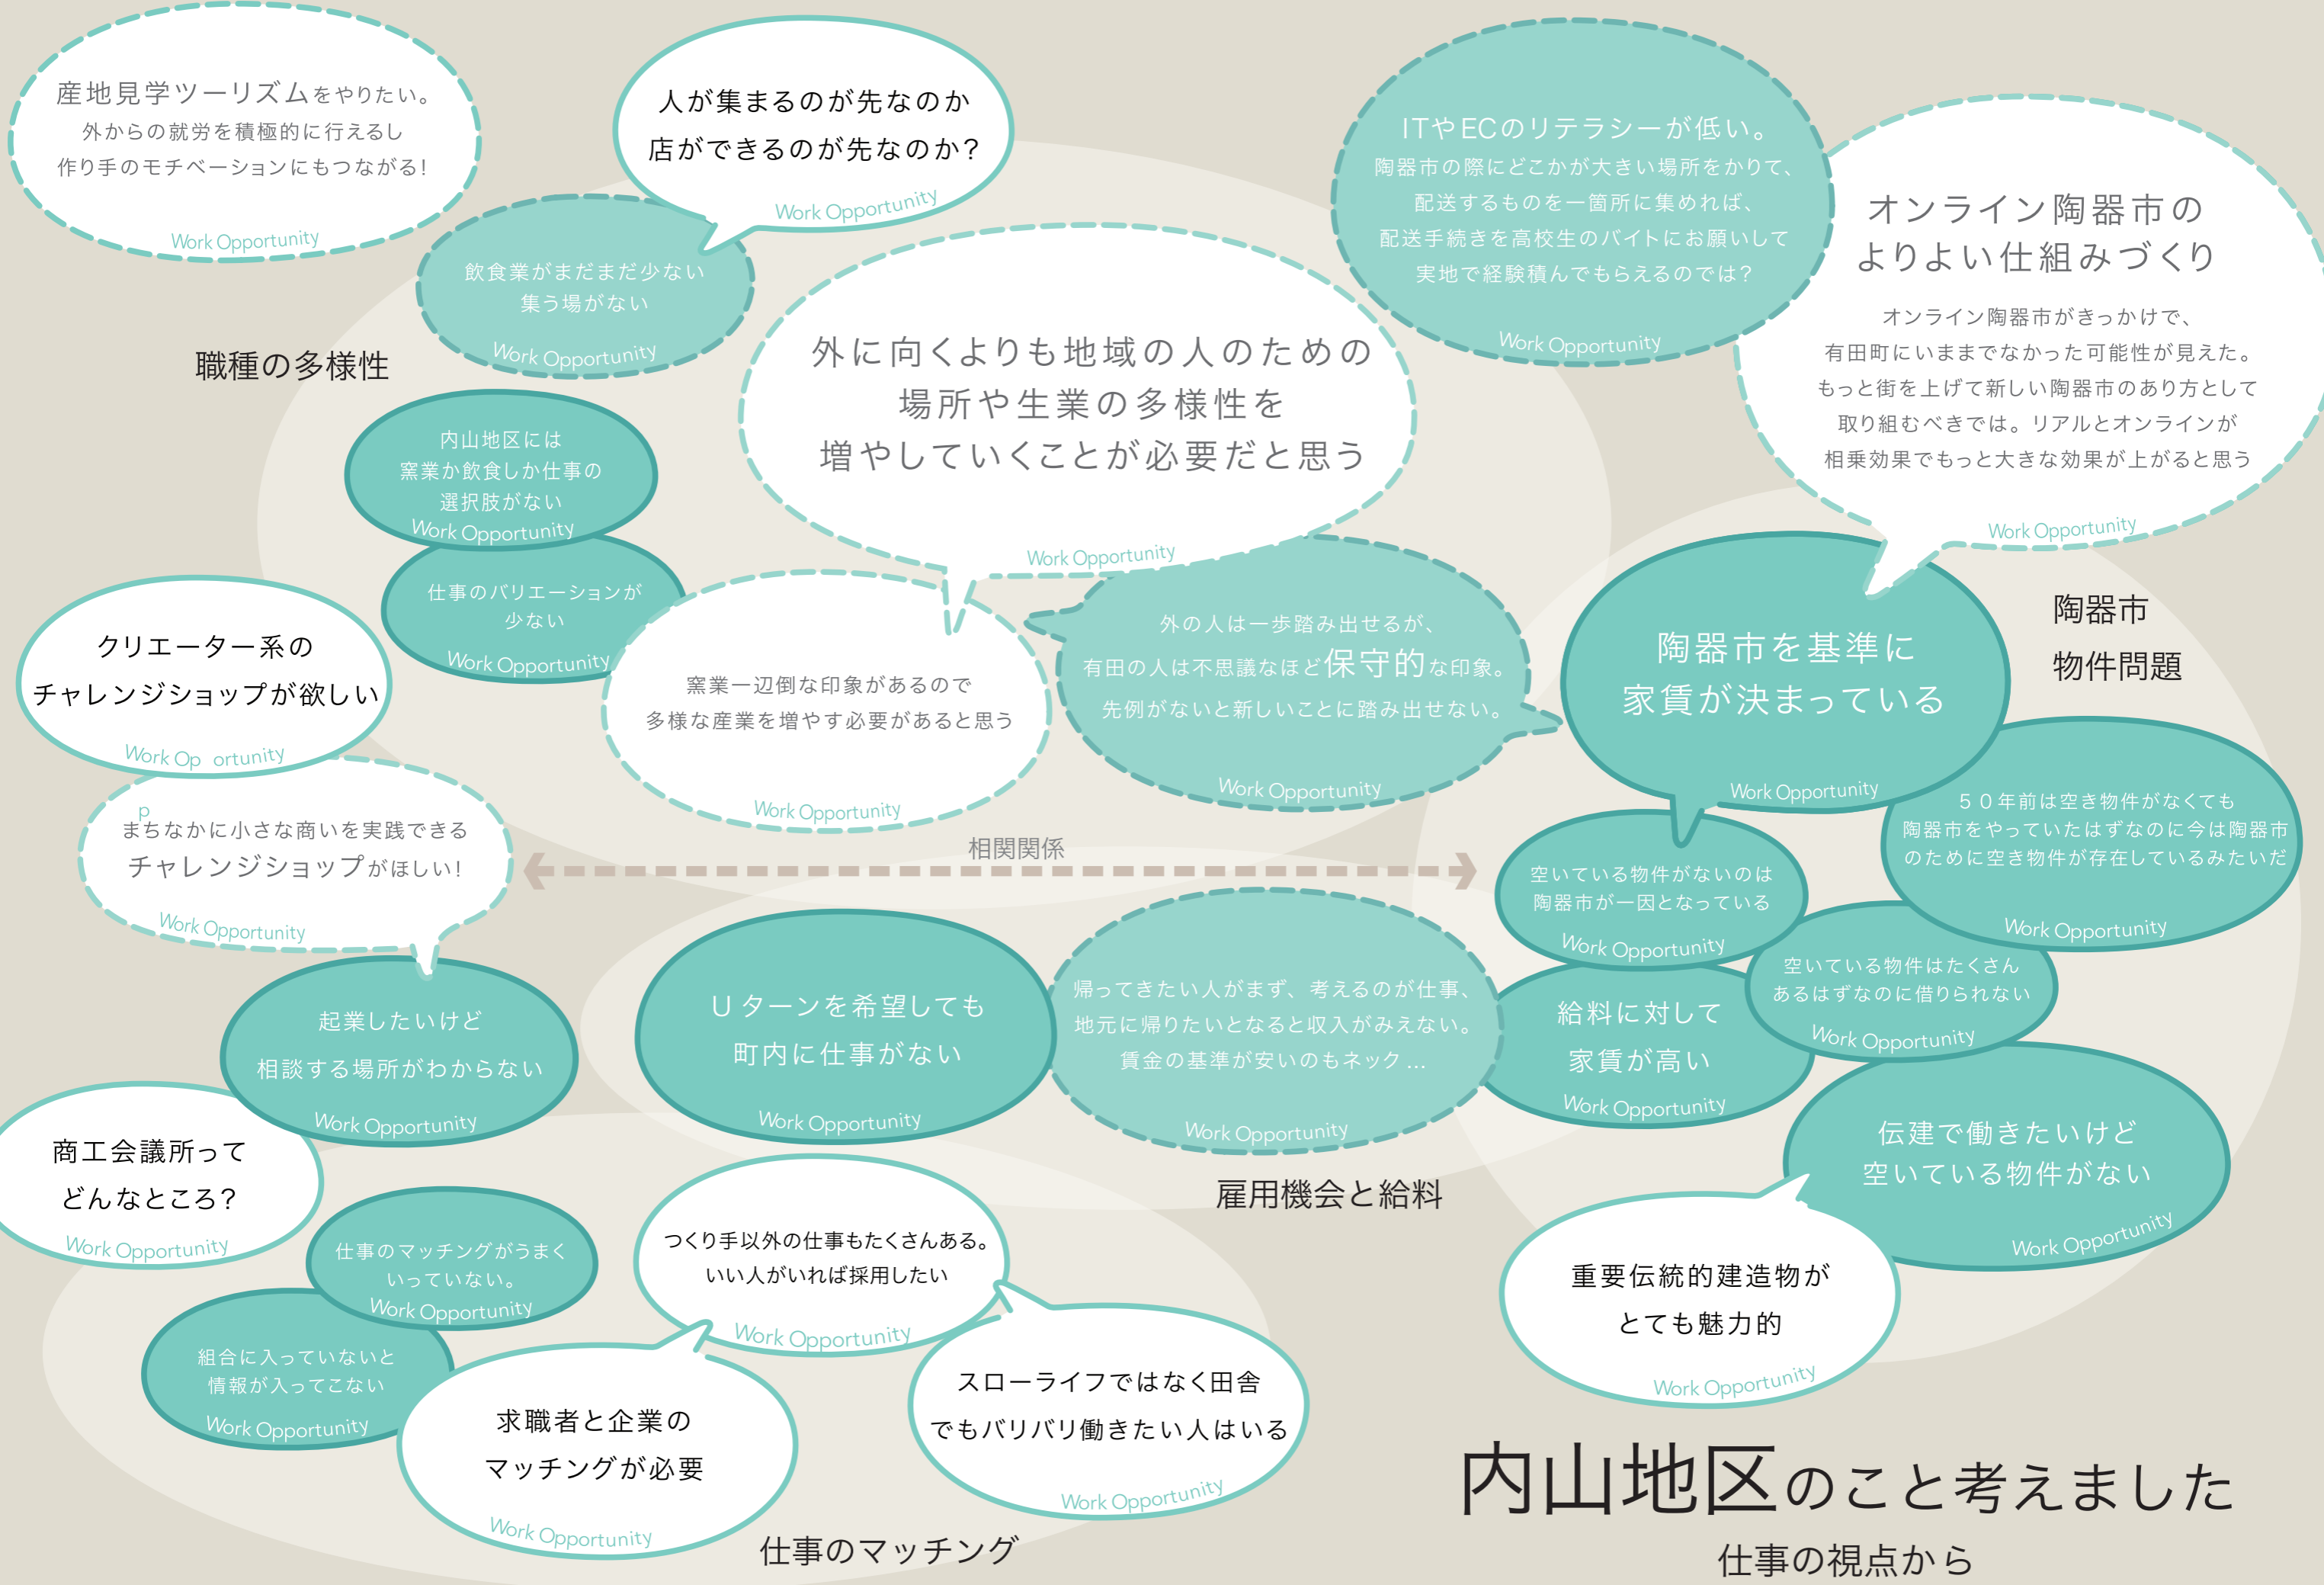 産地見学ツーリズムをやりたい。
外からの就労を積極的に行えるし
作り手のモチベーションにもつながる!
Work Opportunity
人が集まるのが先なのか
店ができるのが先なのか?
Work Opportunity
飲食業がまだまだ少ない
集う場がない
Work Opportunity
職種の多様性
内山地区には
窯業か飲食しか仕事の
選択肢がない
Work Opportunity
仕事のバリエーションが
少ない
Work Opportunity
外に向くよりも地域の人のための
場所や生業の多様性を
増やしていくことが必要だと思う
Work Opportunity
ITやECのリテラシーが低い。
陶器市の際にどこかが大きい場所をかりて、
配送するものを一箇所に集めれば、
配送手続きを高校生のバイトにお願いして
実地で経験積んでもらえるのでは?
Work Opportunity
オンライン陶器市の
よりよい仕組みづくり
オンライン陶器市がきっかけで、
有田町にいままでなかった可能性が見えた。
もっと街を上げて新しい陶器市のあり方として
取り組むべきでは。リアルとオンラインが
相乗効果でもっと大きな効果が上がると思う
Work Opportunity
クリエーター系の
チャレンジショップが欲しい
Work Op ortunity
p
まちなかに小さな商いを実践できる
チャレンジショップがほしい!
Work Opportunity
窯業一辺倒な印象があるので
多様な産業を増やす必要があると思う
Work Opportunity
外の人は一歩踏み出せるが、
有田の人は不思議なほど保守的な印象。
先例がないと新しいことに踏み出せない。
Work Opportunity
陶器市を基準に
家賃が決まっている
Work Opportunity
陶器市
物件問題
50年前は空き物件がなくても
陶器市をやっていたはずなのに今は陶器市
のために空き物件が存在しているみたいだ
Work Opportunity
相関関係
空いている物件がないのは
陶器市が一因となっている
Work Opportunity
空いている物件はたくさん
あるはずなのに借りられない
Work Opportunity
起業したいけど
相談する場所がわからない
Work Opportunity
Uターンを希望しても
町内に仕事がない
Work Opportunity
帰ってきたい人がまず、考えるのが仕事、
地元に帰りたいとなると収入がみえない。
賃金の基準が安いのもネック...
Work Opportunity
給料に対して
家賃が高い
Work Opportunity
伝建で働きたいけど
空いている物件がない
Work Opportunity
商工会議所って
どんなところ?
Work Opportunity
雇用機会と給料
仕事のマッチングがうまく
いっていない。
Work Opportunity
つくり手以外の仕事もたくさんある。
いい人がいれば採用したい
Work Opportunity
重要伝統的建造物が
とても魅力的
Work Opportunity
組合に入っていないと
情報が入ってこない
Work Opportunity
求職者と企業の
マッチングが必要
Work Opportunity
スローライフではなく田舎
でもバリバリ働きたい人はいる
Work Opportunity
仕事のマッチング
内山地区のこと考えました
仕事の視点から